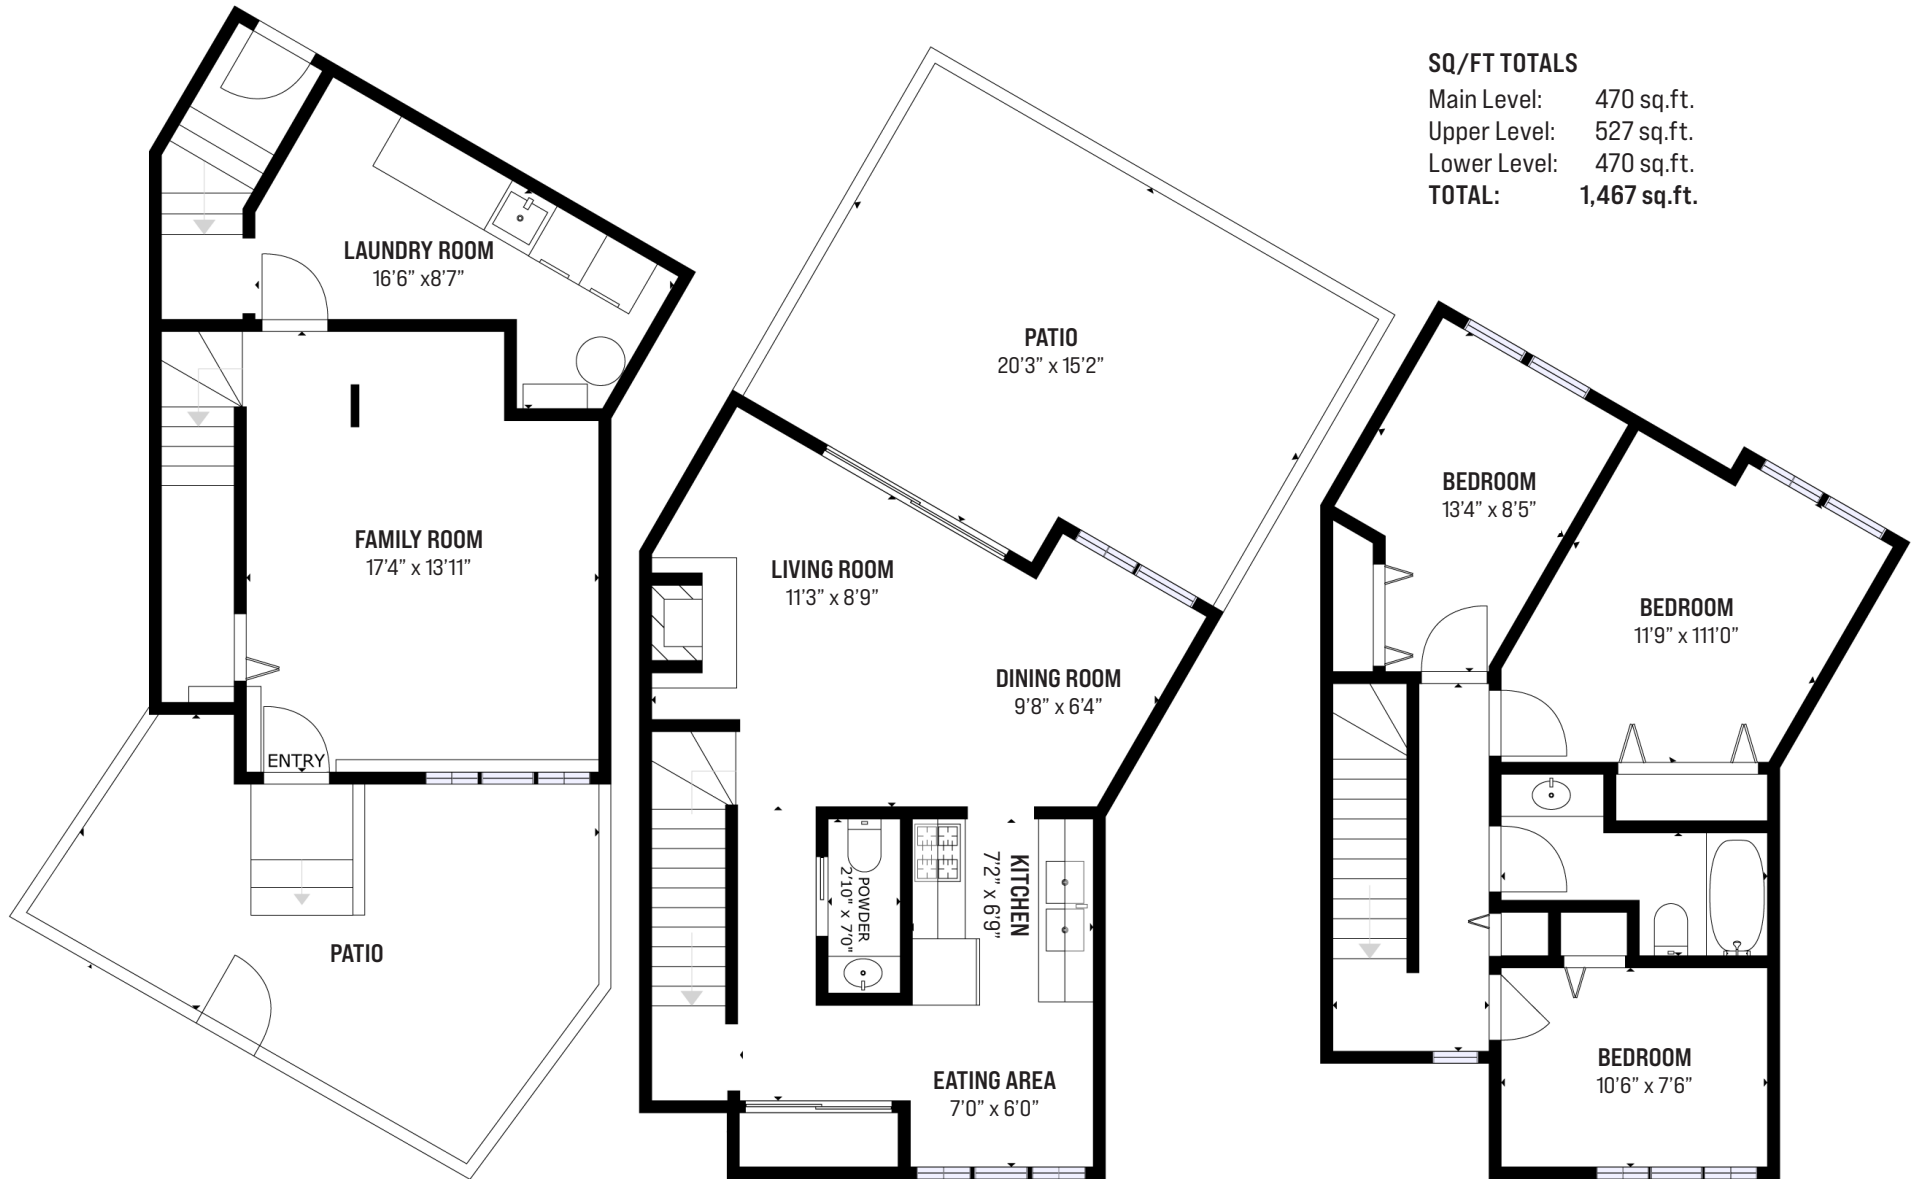 SQ/FT TOTALS
Main Level: 470 sq.ft.
Upper Level: 527 sq.ft.
Lower Level: 470 sq.ft.
TOTAL: 1,467 sq.ft.
LAUNDRY ROOM
16’6” x8’7”
FAMILY ROOM
17’4” x 13’11”
ENTRY
PATIO
PATIO
20’3” x 15’2”
LIVING ROOM
11’3” x 8’9”
DINING ROOM
9’8” x 6’4”
POWDER
2’10” x 7’0”
KITCHEN
7’2” x 6’9”
EATING AREA
7’0” x 6’0”
BEDROOM
13’4” x 8’5”
BEDROOM
11’9” x 111’0”
BEDROOM
10’6” x 7’6”